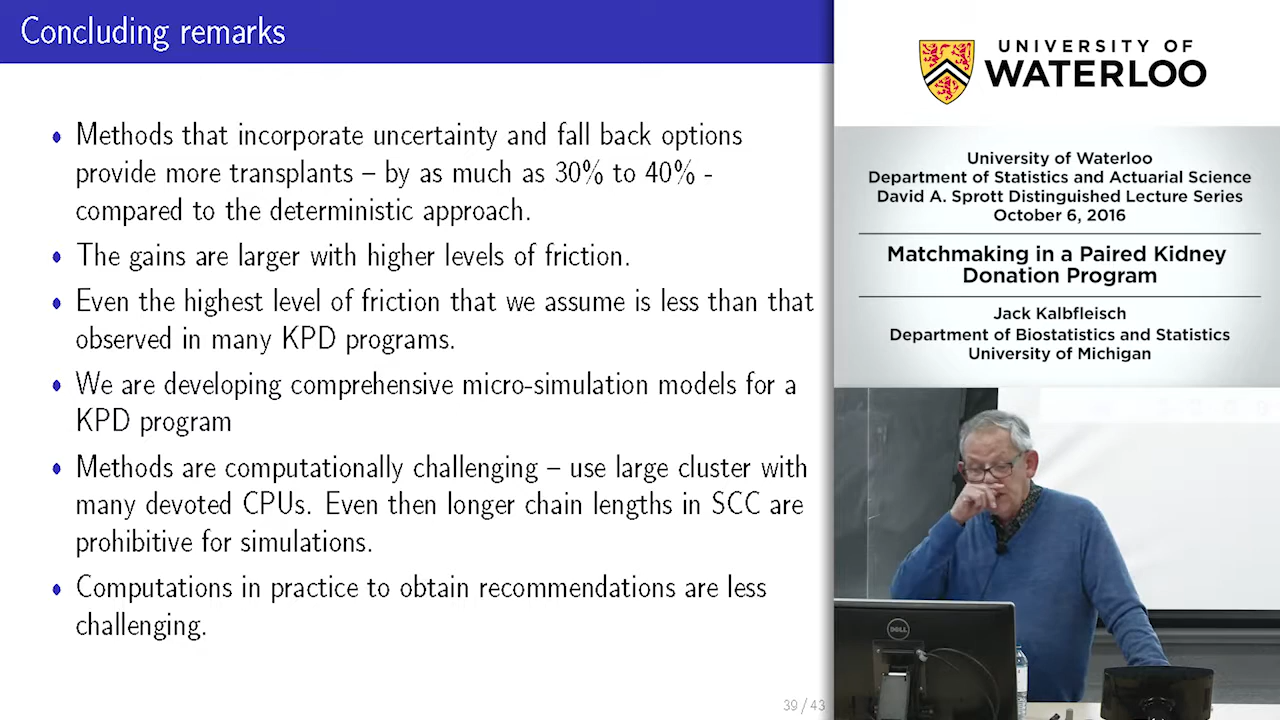 Concluding remarks
• Methods that incorporate uncertainty and fall back options
provide more transplants – by as much as 30% to 40% -
compared to the deterministic approach.
• The gains are larger with higher levels of friction.
• Even the highest level of friction that we assume is less than that
observed in many KPD programs.
• We are developing comprehensive micro-simulation models for a
KPD program
• Methods are computationally challenging – use large cluster with
many devoted CPUs. Even then longer chain lengths in SCC are
prohibitive for simulations.
• Computations in practice to obtain recommendations are less
challenging.
39 / 43
UNIVERSITY OF
WATERLOO
University of Waterloo
Department of Statistics and Actuarial Science
David A. Sprott Distinguished Lecture Series
October 6, 2016
Matchmaking in a Paired Kidney
Donation Program
Jack Kalbfleisch
Department of Biostatistics and Statistics
University of Michigan
DELL